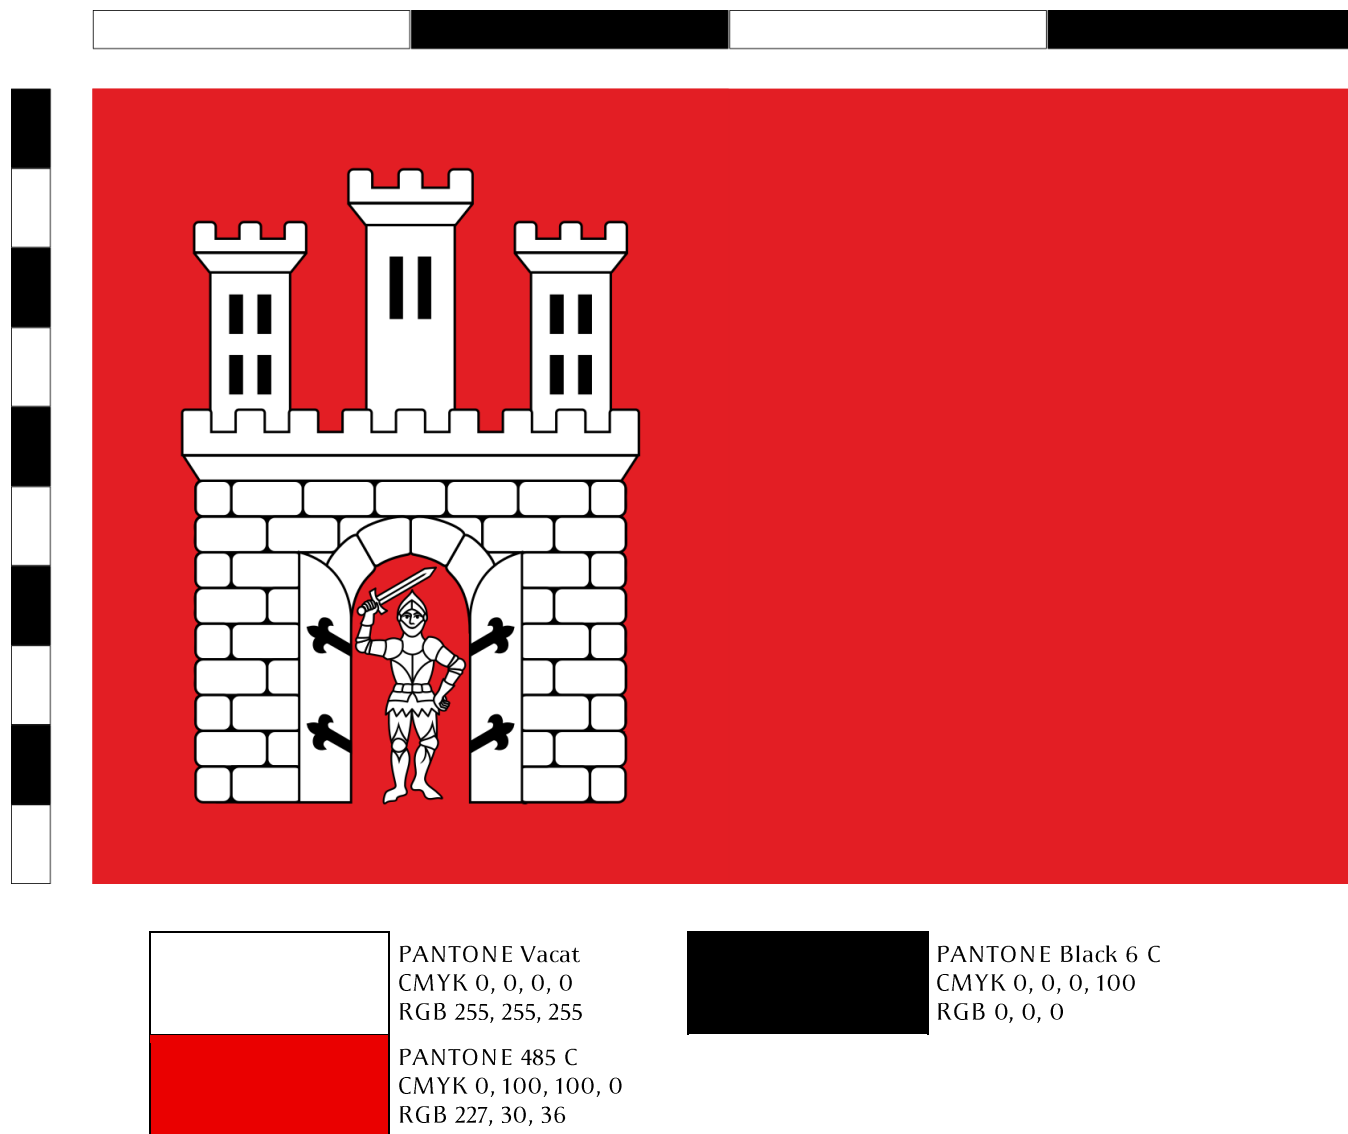 PANTONE Vacat
CMYK 0, 0, 0, 0
RGB 255, 255, 255
PANTONE 485 C
CMYK 0, 100, 100, 0
RGB 227, 30, 36
PANTONE Black 6 C
CMYK 0, 0, 0, 100
RGB 0, 0, 0